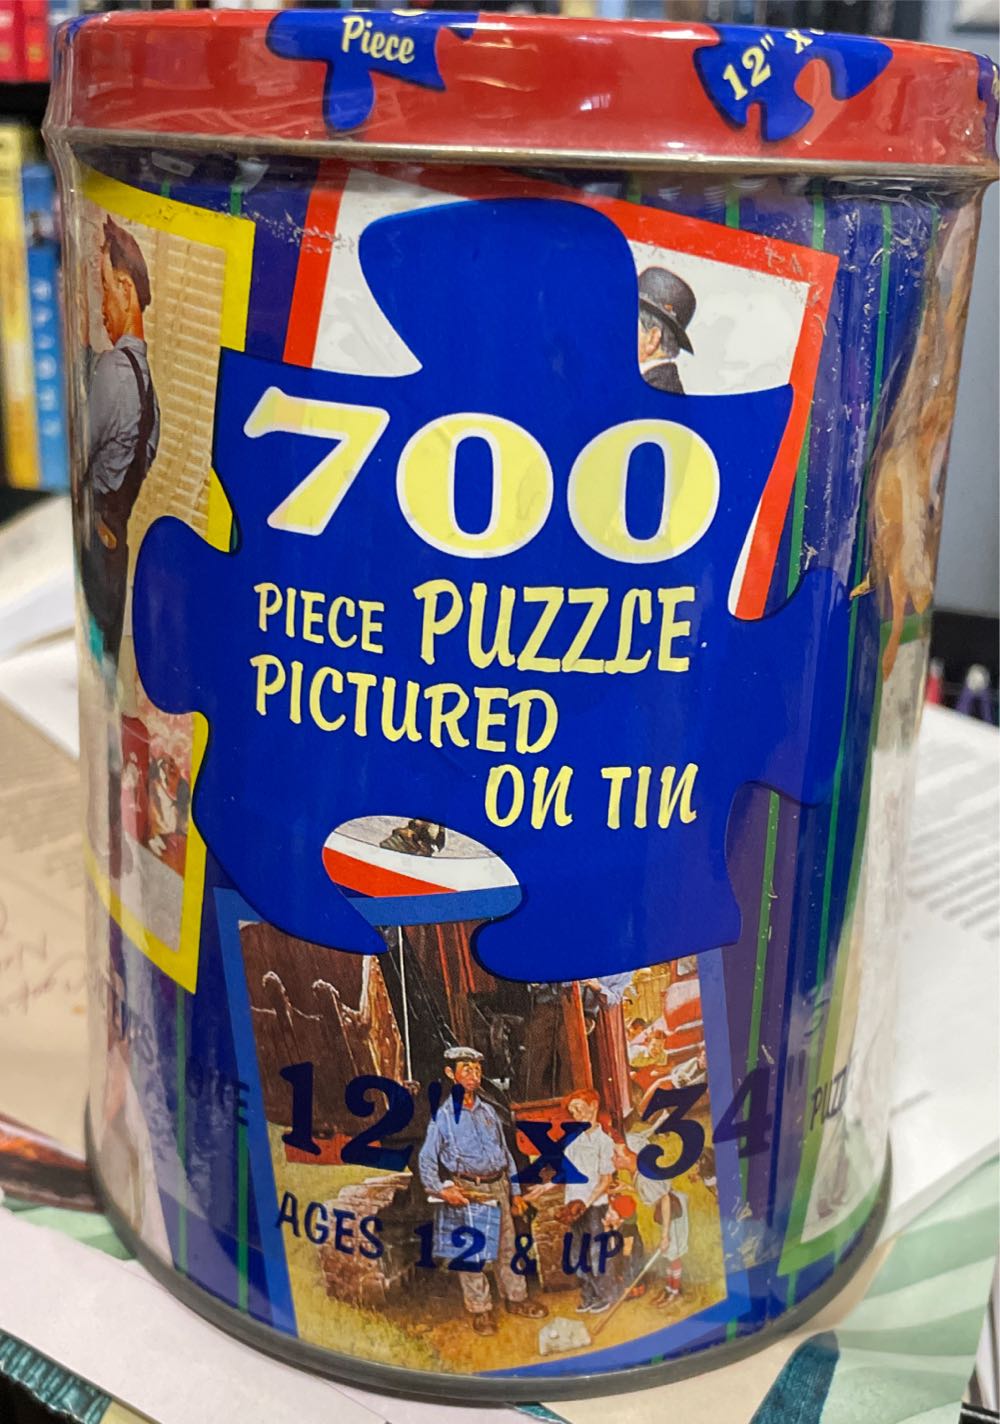 Piece
12" x
700
PIECE PUZZLE
PICTURED
ON TIN
12" x 34"
AGES 12 & UP